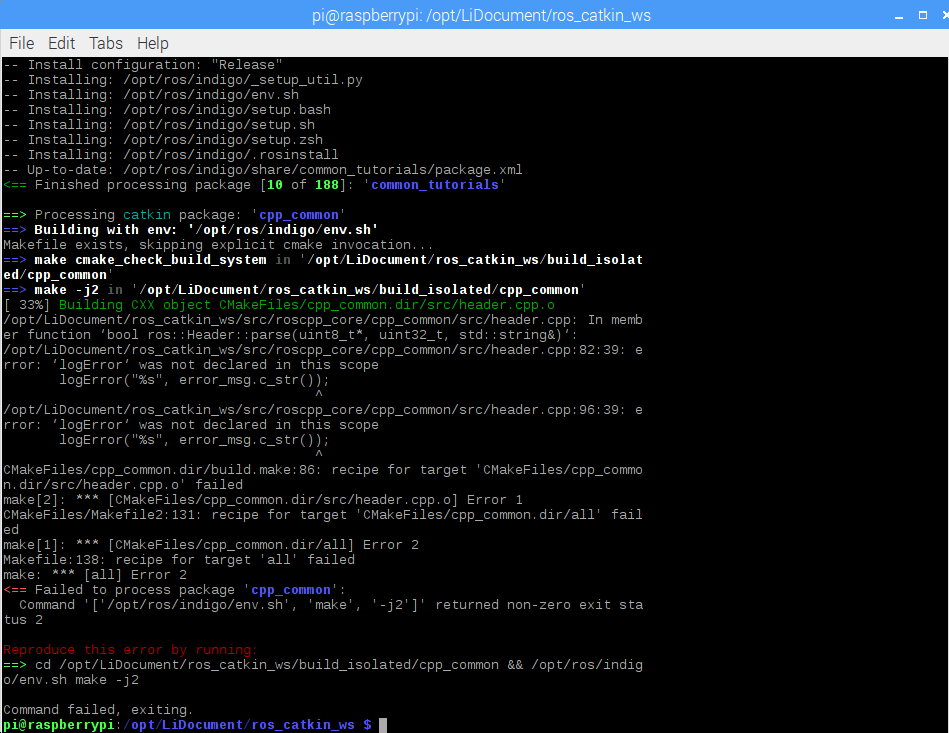 pi@raspberrypi: /opt/LiDocument/ros_catkin_ws
File Edit Tabs Help
-- Install configuration: "Release"
-- Installing: /opt/ros/indigo/_setup_util.py
-- Installing: /opt/ros/indigo/env.sh
-- Installing: /opt/ros/indigo/setup.bash
-- Installing: /opt/ros/indigo/setup.sh
-- Installing: /opt/ros/indigo/setup.zsh
-- Installing: /opt/ros/indigo/.rosinstall
-- Up-to-date: /opt/ros/indigo/share/common_tutorials/package.xml
<== Finished processing package [10 of 188]: 'common_tutorials'
==> Processing catkin package: 'cpp_common'
==> Building with env: '/opt/ros/indigo/env.sh'
Makefile exists, skipping explicit cmake invocation...
==> make cmake_check_build_system in '/opt/LiDocument/ros_catkin_ws/build_isolat
ed/cpp_common'
==> make -j2 in '/opt/LiDocument/ros_catkin_ws/build_isolated/cpp_common'
[ 33%] Building CXX object CMakeFiles/cpp_common.dir/src/header.cpp.o
/opt/LiDocument/ros_catkin_ws/src/roscpp_core/cpp_common/src/header.cpp: In memb
er function ‘bool ros::Header::parse(uint8_t*, uint32_t, std::string&)’:
/opt/LiDocument/ros_catkin_ws/src/roscpp_core/cpp_common/src/header.cpp:82:39: e
rror: ‘logError’ was not declared in this scope
logError("%s", error_msg.c_str());
^
/opt/LiDocument/ros_catkin_ws/src/roscpp_core/cpp_common/src/header.cpp:96:39: e
rror: ‘logError’ was not declared in this scope
logError("%s", error_msg.c_str());
^
CMakeFiles/cpp_common.dir/build.make:86: recipe for target 'CMakeFiles/cpp_commo
n.dir/src/header.cpp.o' failed
make[2]: *** [CMakeFiles/cpp_common.dir/src/header.cpp.o] Error 1
CMakeFiles/Makefile2:131: recipe for target 'CMakeFiles/cpp_common.dir/all' fail
ed
make[1]: *** [CMakeFiles/cpp_common.dir/all] Error 2
Makefile:138: recipe for target 'all' failed
make: *** [all] Error 2
<== Failed to process package 'cpp_common':
Command '['/opt/ros/indigo/env.sh', 'make', '-j2']' returned non-zero exit sta
tus 2
Reproduce this error by running:
==> cd /opt/LiDocument/ros_catkin_ws/build_isolated/cpp_common && /opt/ros/indig
o/env.sh make -j2
Command failed, exiting.
pi@raspberrypi:/opt/LiDocument/ros_catkin_ws $